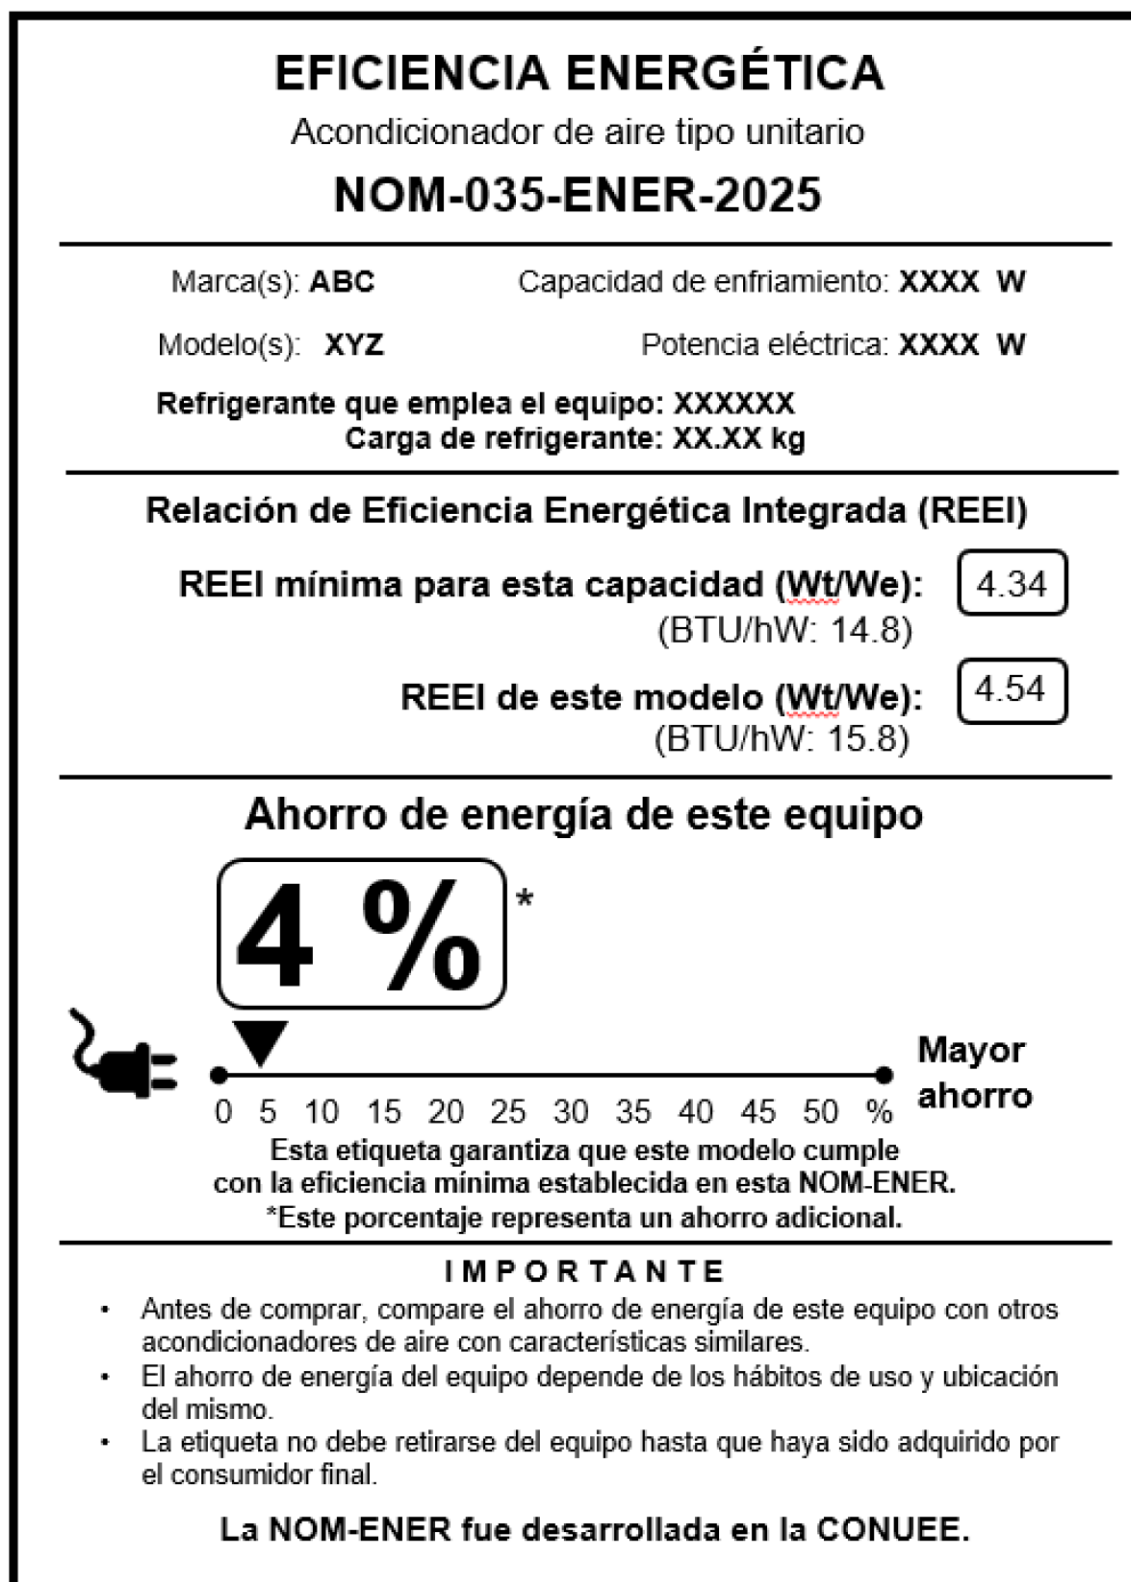 EFICIENCIA ENERGÉTICA
Acondicionador de aire tipo unitario
NOM-035-ENER-2025
Marca(s): ABC Capacidad de enfriamiento: XXXX W
Modelo(s): XYZ Potencia eléctrica: XXXX W
Refrigerante que emplea el equipo: XXXXXX
Carga de refrigerante: XX.XX kg
Relación de Eficiencia Energética Integrada (REEI)
REEI mínima para esta capacidad (Wt/We): 4.34
(BTU/hW: 14.8)
REEI de este modelo (Wt/We): 4.54
(BTU/hW: 15.8)
Ahorro de energía de este equipo
4 % *
Mayor
ahorro
0 5 10 15 20 25 30 35 40 45 50 %
Esta etiqueta garantiza que este modelo cumple
con la eficiencia mínima establecida en esta NOM-ENER.
*Este porcentaje representa un ahorro adicional.
I M P O R T A N T E
• Antes de comprar, compare el ahorro de energía de este equipo con otros
acondicionadores de aire con características similares.
• El ahorro de energía del equipo depende de los hábitos de uso y ubicación
del mismo.
• La etiqueta no debe retirarse del equipo hasta que haya sido adquirido por
el consumidor final.
La NOM-ENER fue desarrollada en la CONUEE.